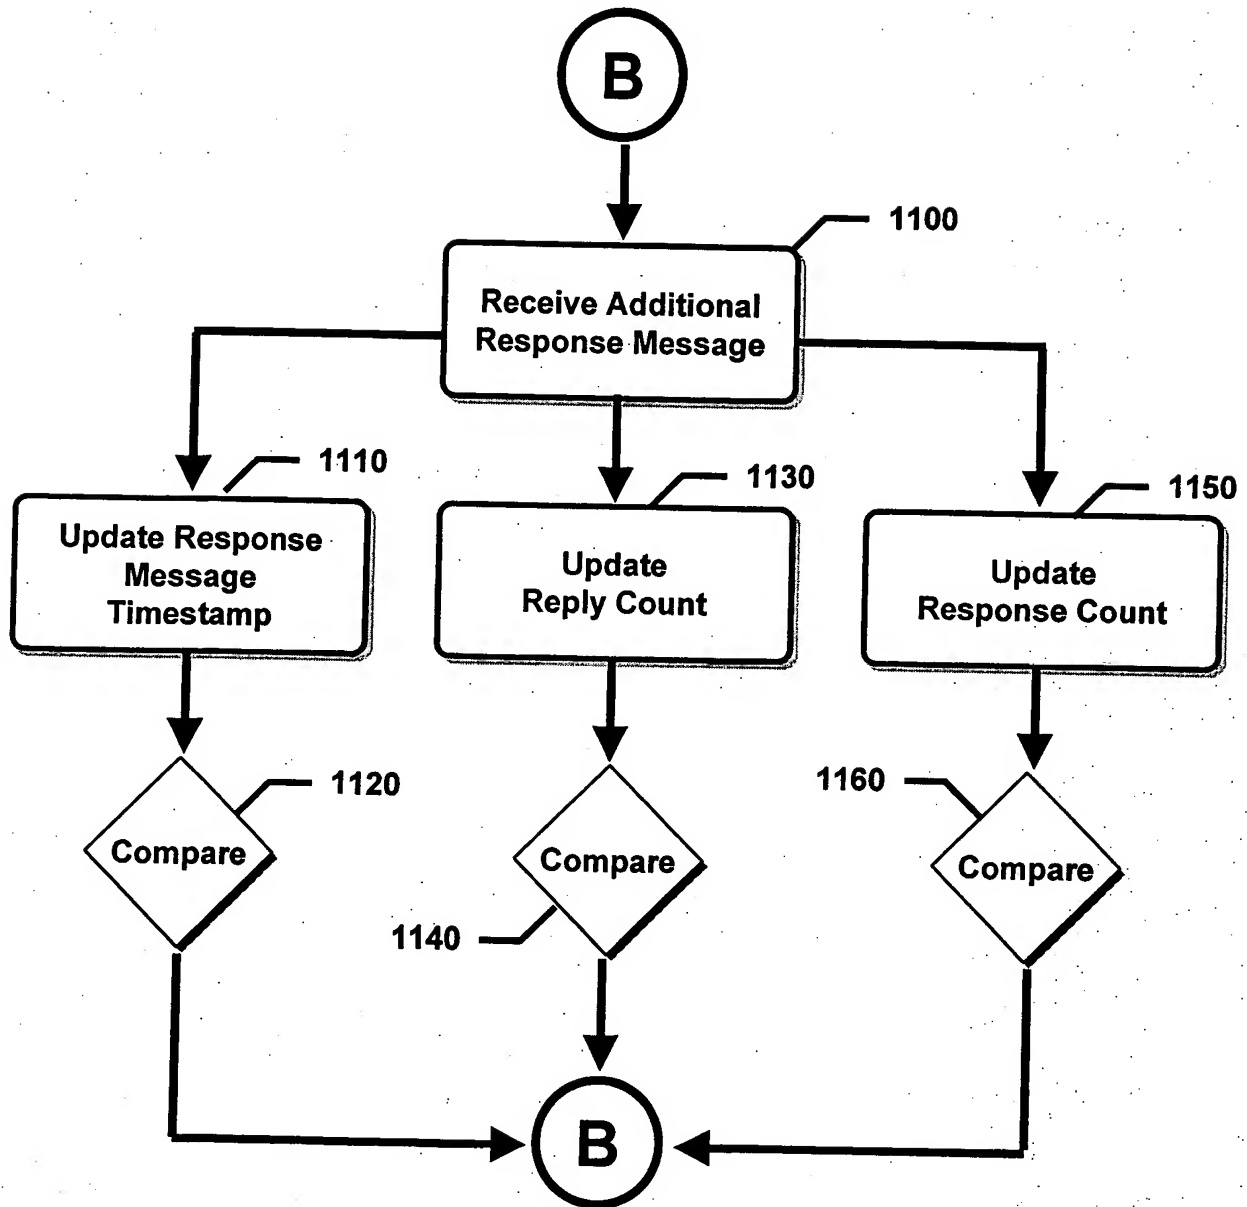 B
1100
Receive Additional
Response Message
1110
1130
1150
Update Response
Message
Timestamp
Update
Reply Count
Update
Response Count
1120
1160
Compare
Compare
Compare
1140
B